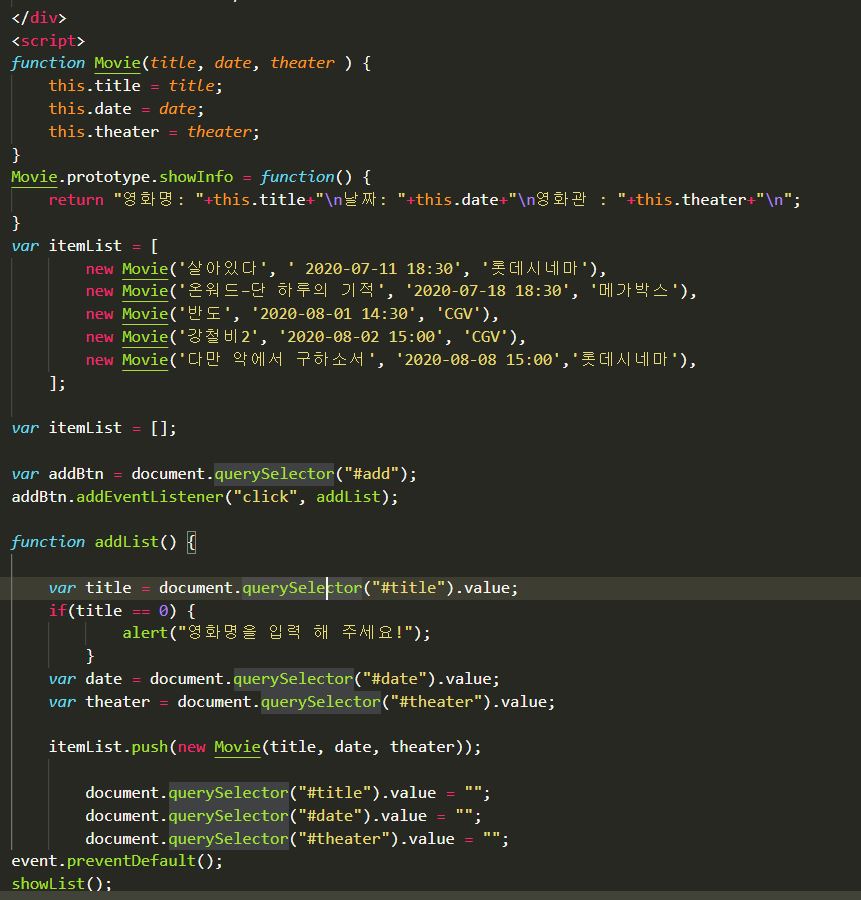 </div>
<script>
function Movie(title, date, theater ) {
this.title = title;
this.date = date;
this.theater = theater;
}
Movie.prototype.showInfo = function() {
return "영화명: "+this.title+"\n날짜: "+this.date+"\n영화관 : "+this.theater+"\n";
}
var itemList = [
new Movie('살아있다', ' 2020-07-11 18:30', '롯데시네마'),
new Movie('온워드-단 하루의 기적', '2020-07-18 18:30', '메가박스'),
new Movie('반도', '2020-08-01 14:30', 'CGV'),
new Movie('강철비2', '2020-08-02 15:00', 'CGV'),
new Movie('다만 악에서 구하소서', '2020-08-08 15:00','롯데시네마'),
];
var itemList = [];
var addBtn = document.querySelector("#add");
addBtn.addEventListener("click", addList);
function addList() {
var title = document.querySelector("#title").value;
if(title == 0) {
alert("영화명을 입력 해 주세요!");
}
var date = document.querySelector("#date").value;
var theater = document.querySelector("#theater").value;
itemList.push(new Movie(title, date, theater));
document.querySelector("#title").value = "";
document.querySelector("#date").value = "";
document.querySelector("#theater").value = "";
event.preventDefault();
showList();